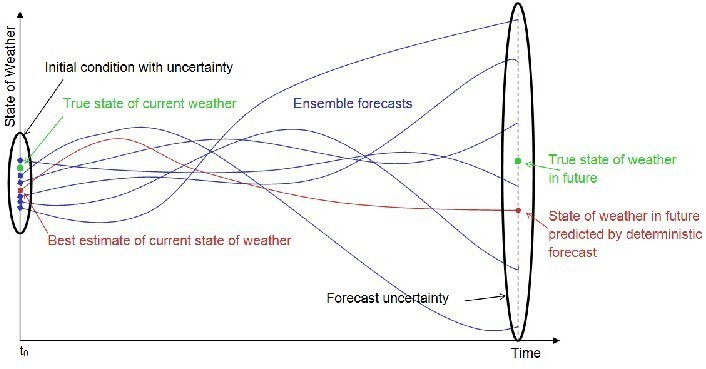 State of Weather
Initial condition with uncertainty
True state of current weather
Ensemble forecasts
True state of weather
in future
Best estimate of current state of weather
State of weather in future
predicted by deterministic
forecast
Forecast uncertainty
t₀
Time